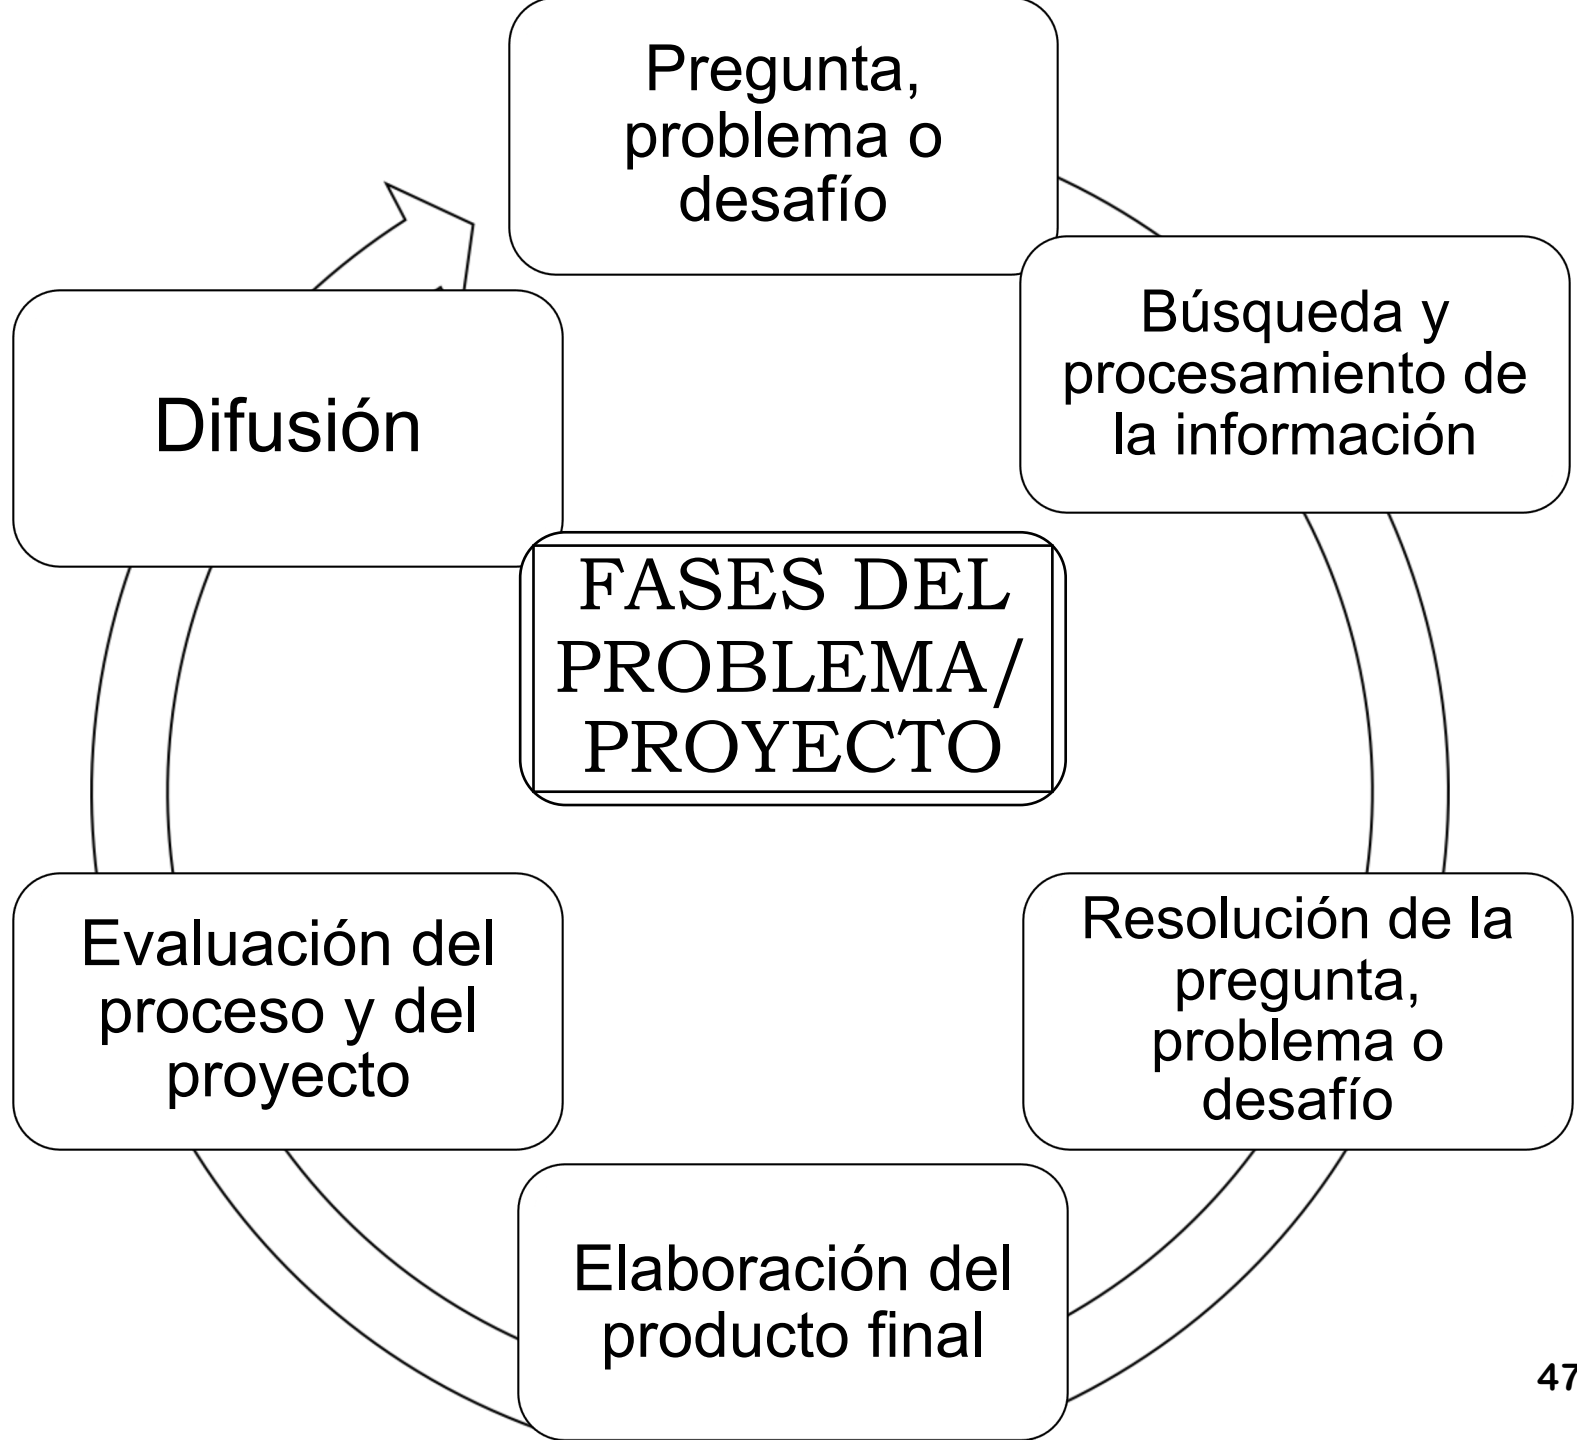 Pregunta,
problema o
desafío
Búsqueda y
procesamiento de
la información
Resolución de la
pregunta,
problema o
desafío
Elaboración del
producto final
Evaluación del
proceso y del
proyecto
Difusión
FASES DEL
PROBLEMA/
PROYECTO
47